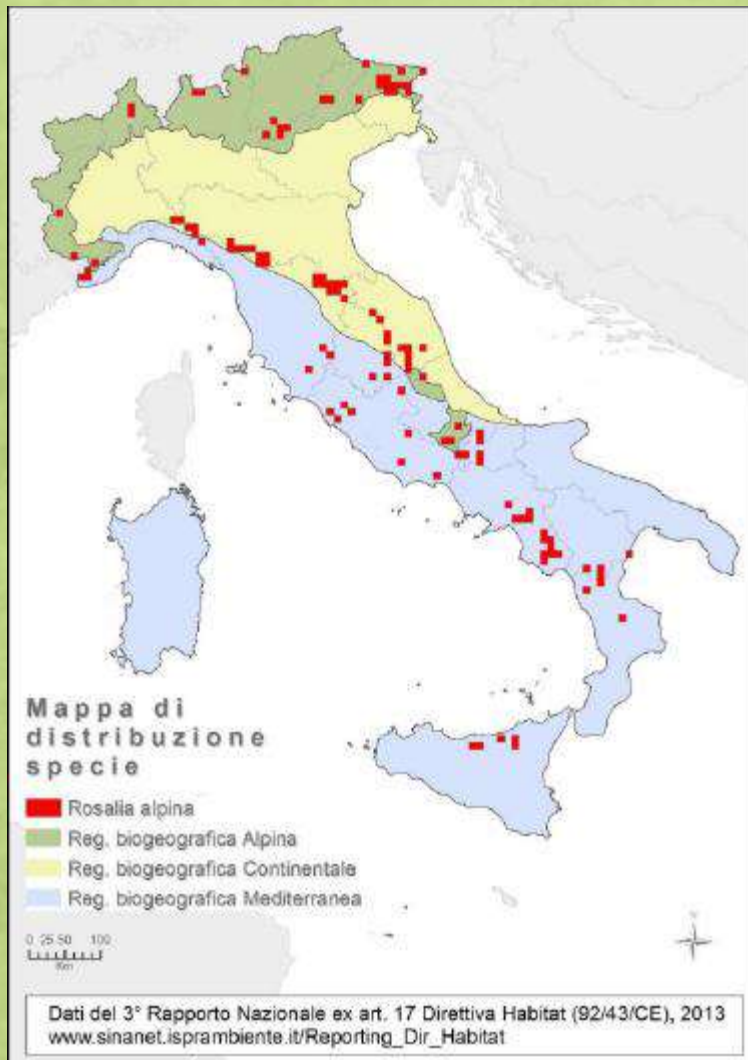 Mappa di
distribuzione
specie
Rosalia alpina
Reg. biogeografica Alpina
Reg. biogeografica Continentale
Reg. biogeografica Mediterranea
0 25 50 100
Km
Dati del 3° Rapporto Nazionale ex art. 17 Direttiva Habitat (92/43/CE), 2013
www.sinanet.isprambiente.it/Reporting_Dir_Habitat